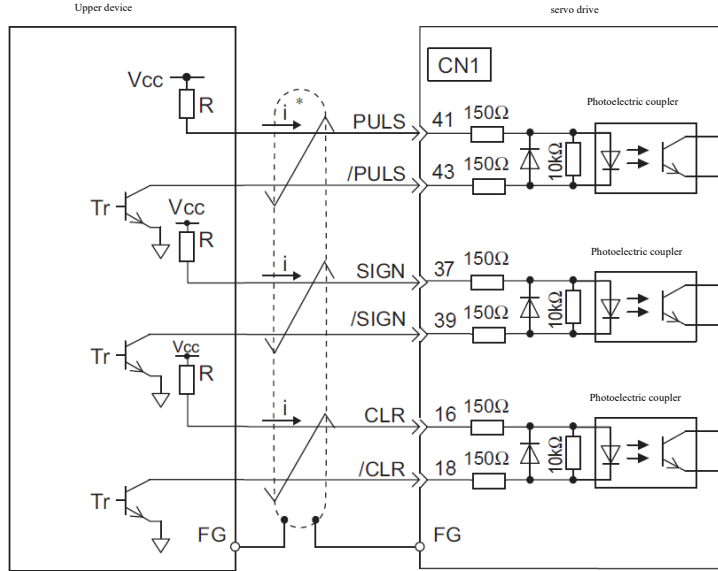 Upper device
servo drive
CN1
Vcc
R
i
*
PULS
41
150Ω
Photoelectric coupler
10kΩ
/PULS
43
150Ω
Tr
Vcc
R
i
SIGN
37
150Ω
Photoelectric coupler
10kΩ
/SIGN
39
150Ω
Tr
Vcc
R
i
CLR
16
150Ω
Photoelectric coupler
10kΩ
/CLR
18
150Ω
Tr
FG
FG